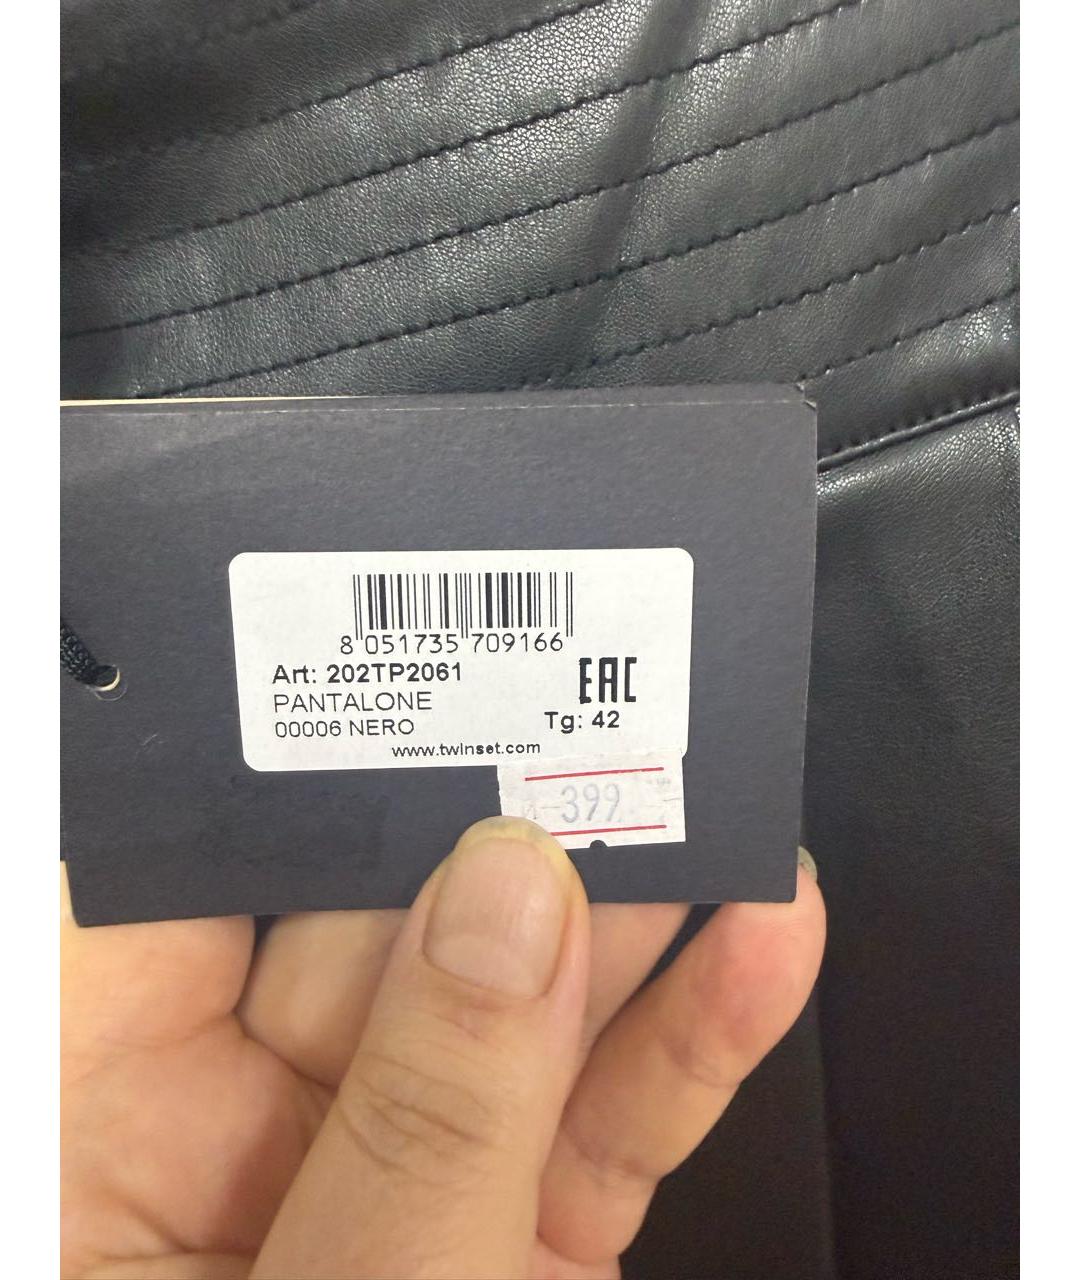 8 051735 709166
Art: 202TP2061
PANTALONE
EAC
00006 NERO
Tg: 42
www.twinset.com
399